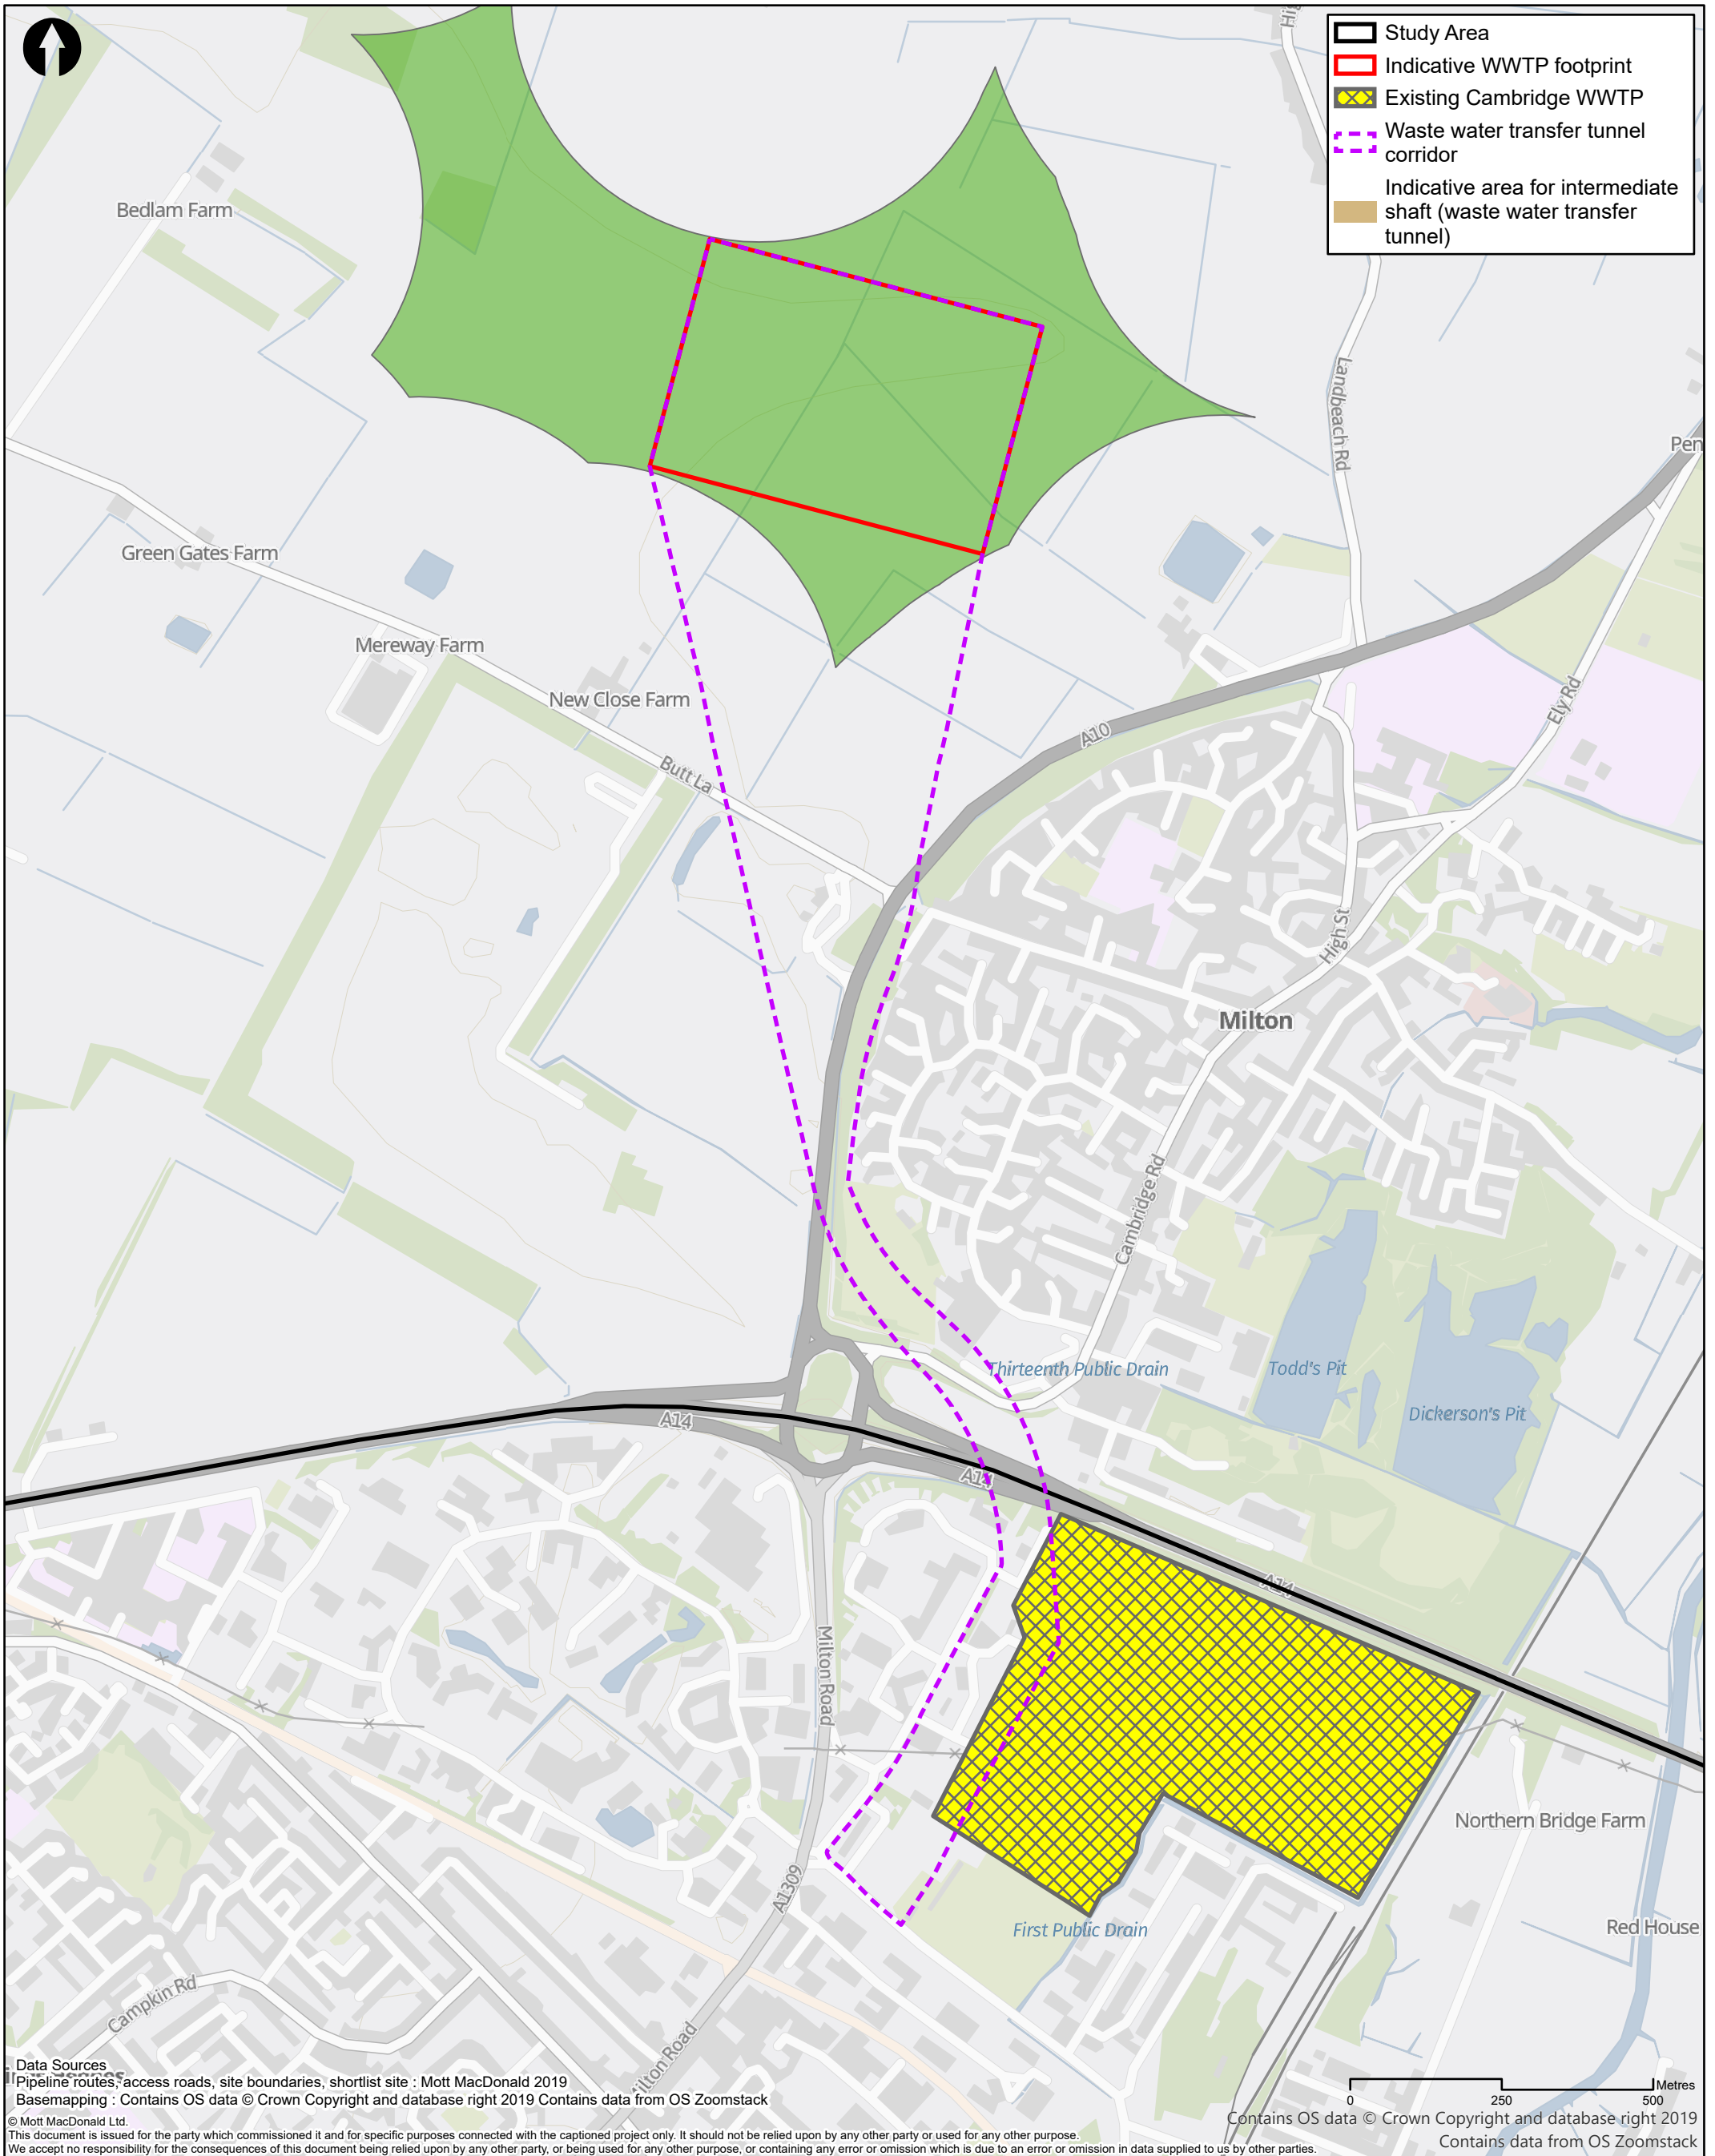 Study Area
Indicative WWTP footprint
Existing Cambridge WWTP
Waste water transfer tunnel
corridor
Indicative area for intermediate
shaft (waste water transfer
tunnel)
Bedlam Farm
Landbeach Rd
Pen
Green Gates Farm
Mereway Farm
New Close Farm
Ely Rd
A10
Butt La
High St
Milton
Cambridge Rd
Thirteenth Public Drain
Todd's Pit
Dickerson's Pit
A14
A14
A14
Milton Road
Northern Bridge Farm
A1309
First Public Drain
Red House
Campkin Rd
Milton Road
Data Sources
Pipeline routes, access roads, site boundaries, shortlist site : Mott MacDonald 2019
Basemapping : Contains OS data © Crown Copyright and database right 2019 Contains data from OS Zoomstack
© Mott MacDonald Ltd.
This document is issued for the party which commissioned it and for specific purposes connected with the captioned project only. It should not be relied upon by any other party or used for any other purpose.
We accept no responsibility for the consequences of this document being relied upon by any other party, or being used for any other purpose, or containing any error or omission which is due to an error or omission in data supplied to us by other parties.
Metres
0 250 500
Contains OS data © Crown Copyright and database right 2019
Contains data from OS Zoomstack